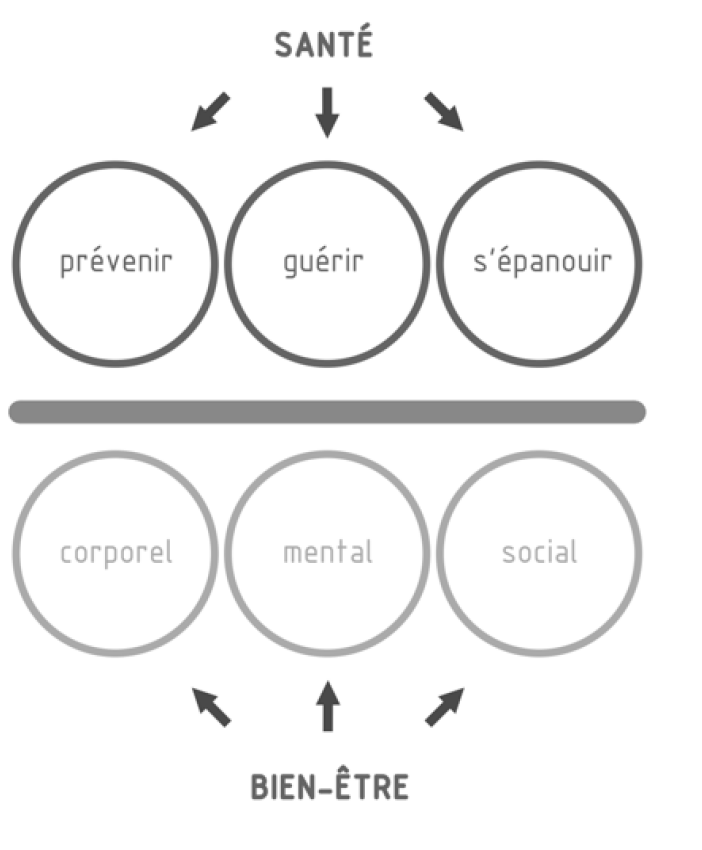 SANTÉ
prévenir guérir s'épanouir
corporel mental social
BIEN-ÊTRE